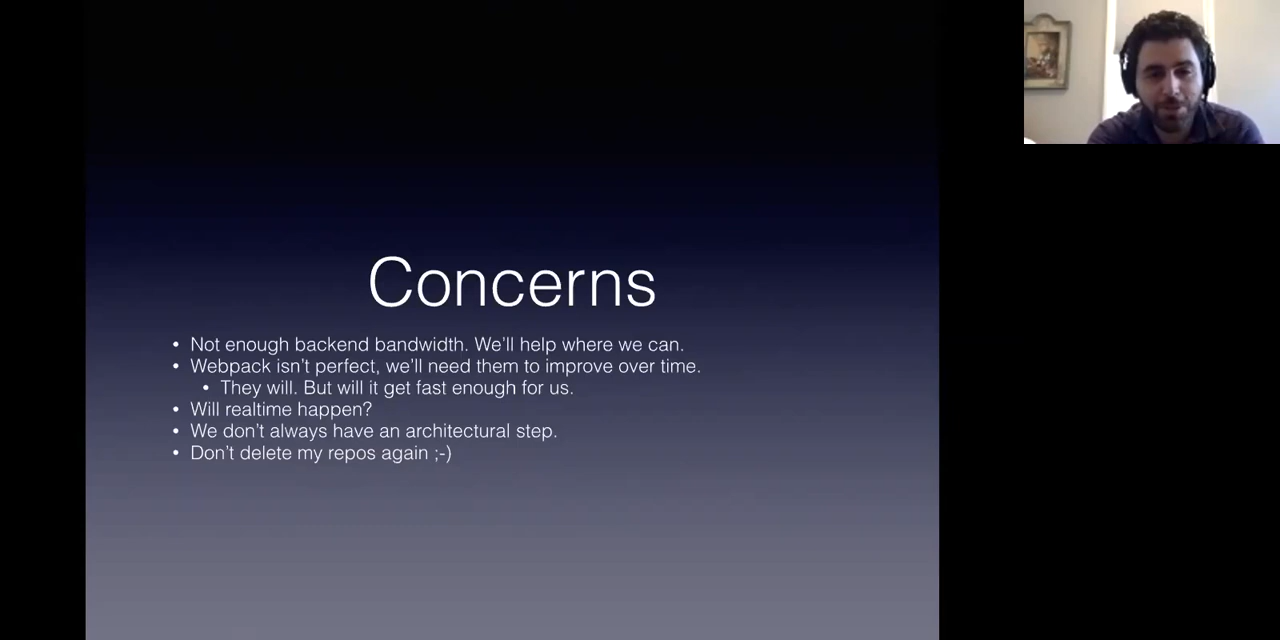 Concerns
• Not enough backend bandwidth. We'll help where we can.
• Webpack isn't perfect, we'll need them to improve over time.
• They will. But will it get fast enough for us.
• Will realtime happen?
• We don't always have an architectural step.
• Don't delete my repos again ;-)